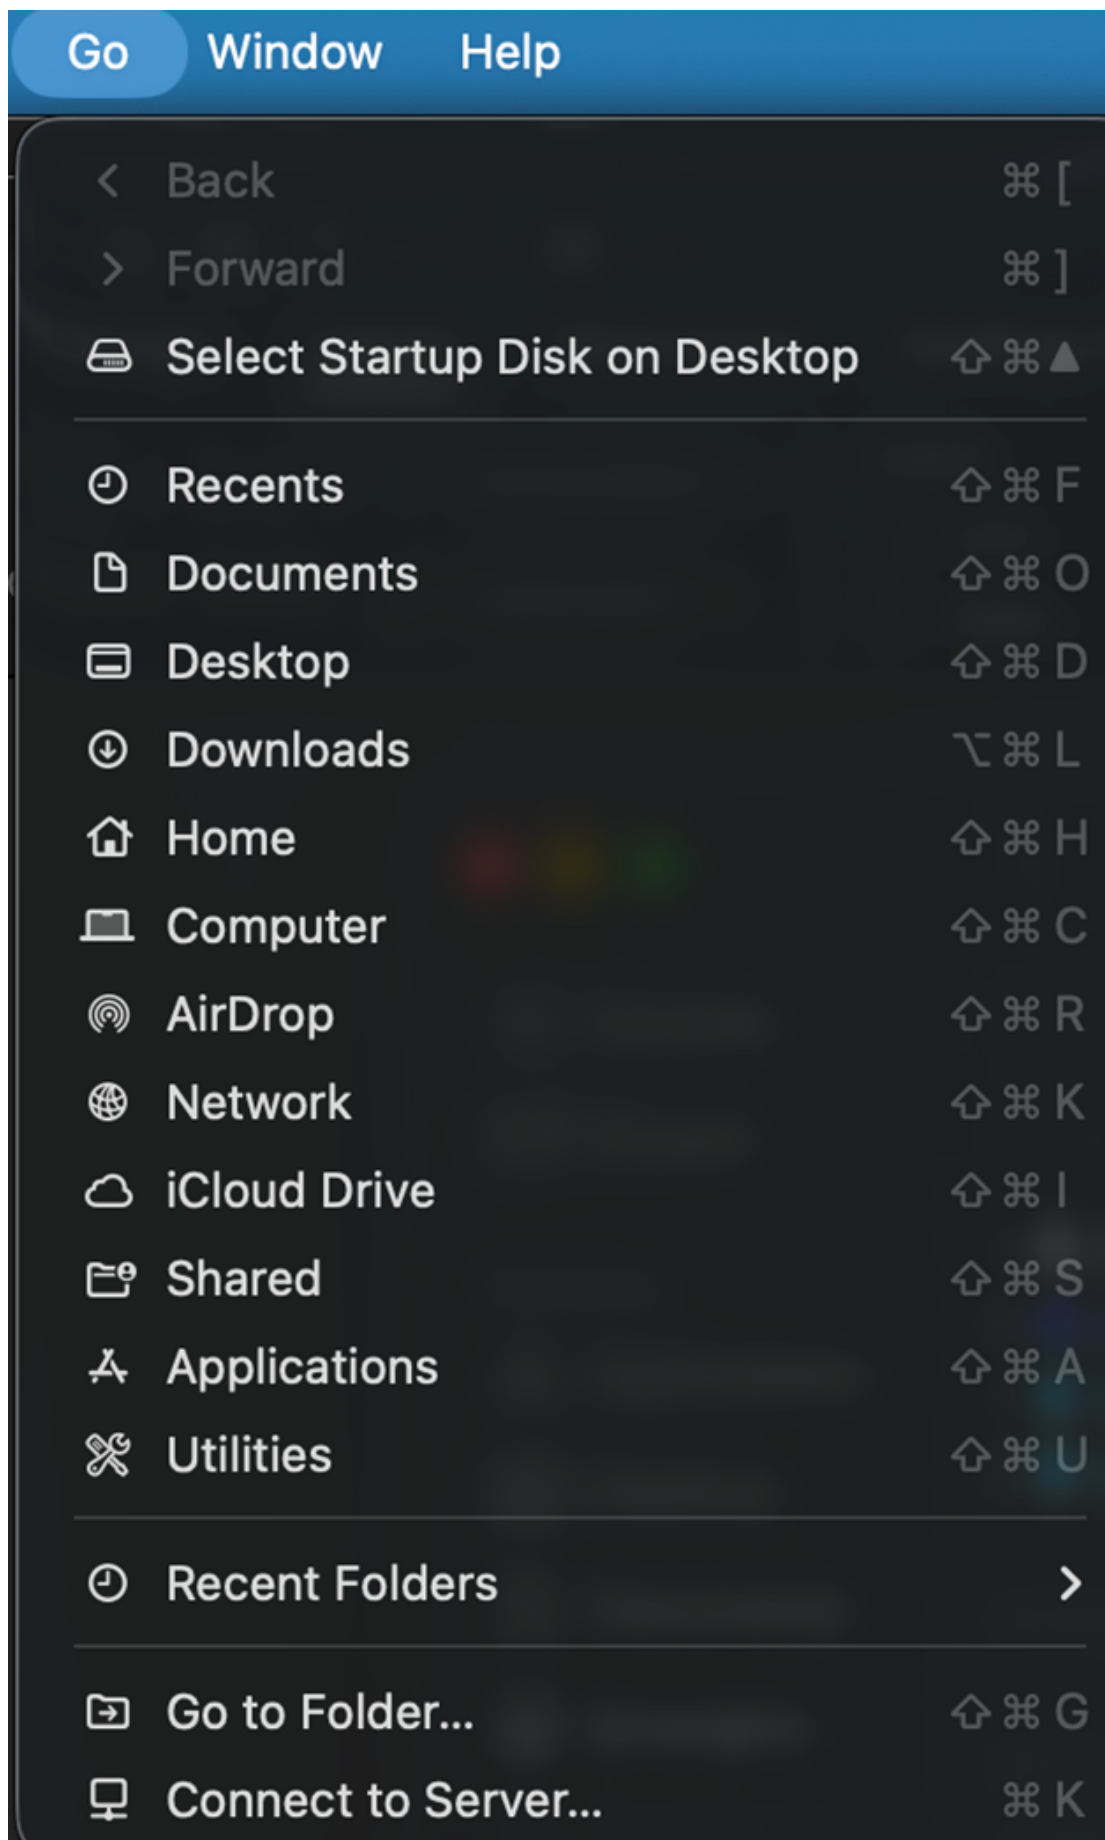 Go Window Help
Back ⌘ [
Forward ⌘ ]
Select Startup Disk on Desktop ⇧ ⌘ ▲
Recents ⇧ ⌘ F
Documents ⇧ ⌘ O
Desktop ⇧ ⌘ D
Downloads ⌥ ⌘ L
Home ⇧ ⌘ H
Computer ⇧ ⌘ C
AirDrop ⇧ ⌘ R
Network ⇧ ⌘ K
iCloud Drive ⇧ ⌘ I
Shared ⇧ ⌘ S
Applications ⇧ ⌘ A
Utilities ⇧ ⌘ U
Recent Folders
Go to Folder...  ⇧ ⌘ G
Connect to Server... ⌘ K